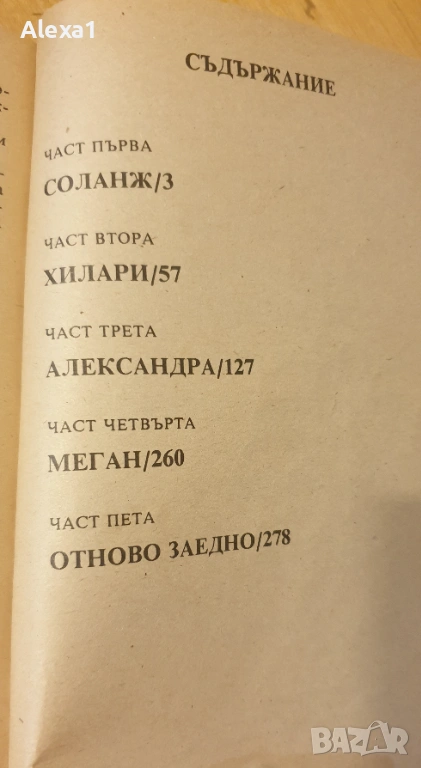 Alexa1
СЪДЪРЖАНИЕ
ЧАСТ ПЪРВА
СОЛАНЖ/3
ЧАСТ ВТОРА
ХИЛАРИ/57
ЧАСТ ТРЕТА
АЛЕКСАНДРА/127
ЧАСТ ЧЕТВЪРТА
МЕГАН/260
ЧАСТ ПЕТА
ОТНОВО ЗАЕДНО/278
BAZAR